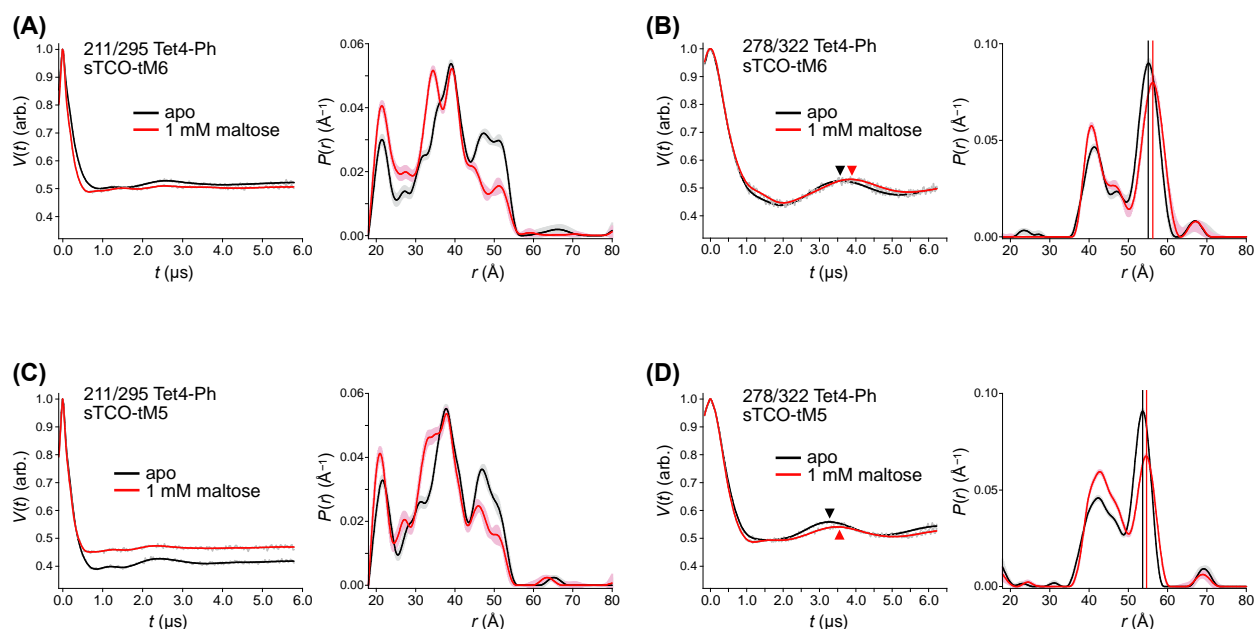 (A)
211/295 Tet4-Ph
sTCO-tM6
apo
1 mM maltose
V(t) (arb.)
1.0
0.9
0.8
0.7
0.6
0.5
0.4
0.0 1.0 2.0 3.0 4.0 5.0 6.0
t (µs)
P(r) (Å⁻¹)
0.06
0.04
0.02
0.00
20 30 40 50 60 70 80
r (Å)
(B)
278/322 Tet4-Ph
sTCO-tM6
apo
1 mM maltose
V(t) (arb.)
1.0
0.9
0.8
0.7
0.6
0.5
0.4
0.0 1.0 2.0 3.0 4.0 5.0 6.0
t (µs)
P(r) (Å⁻¹)
0.10
0.05
0.00
20 30 40 50 60 70 80
r (Å)
(C)
211/295 Tet4-Ph
sTCO-tM5
apo
1 mM maltose
V(t) (arb.)
1.0
0.9
0.8
0.7
0.6
0.5
0.4
0.0 1.0 2.0 3.0 4.0 5.0 6.0
t (µs)
P(r) (Å⁻¹)
0.06
0.04
0.02
0.00
20 30 40 50 60 70 80
r (Å)
(D)
278/322 Tet4-Ph
sTCO-tM5
apo
1 mM maltose
V(t) (arb.)
1.0
0.9
0.8
0.7
0.6
0.5
0.4
0.0 1.0 2.0 3.0 4.0 5.0 6.0
t (µs)
P(r) (Å⁻¹)
0.10
0.05
0.00
20 30 40 50 60 70 80
r (Å)